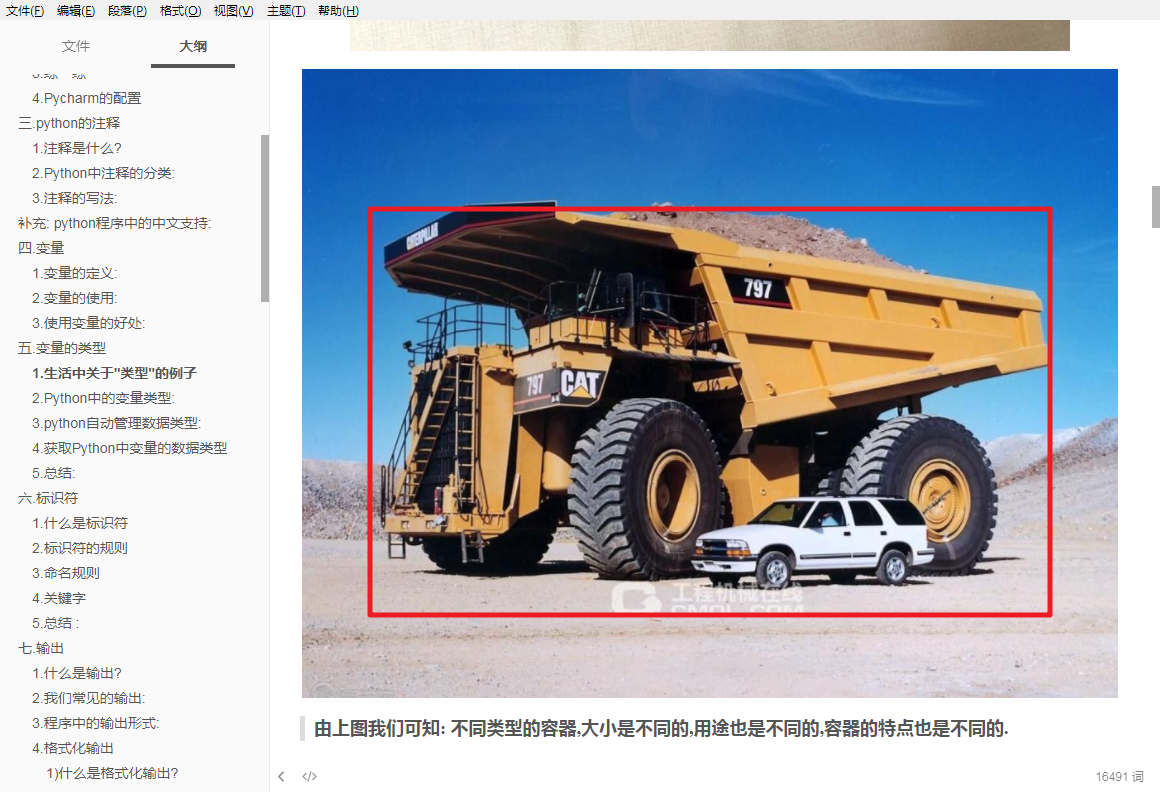 文件(F) 编辑(E) 段落(P) 格式(O) 视图(V) 主题(T) 帮助(H)
文件 大纲
4.Pycharm的配置
三.python的注释
1.注释是什么?
2.Python中注释的分类:
3.注释的写法:
补充: python程序中的中文支持:
四.变量
1.变量的定义:
2.变量的使用:
3.使用变量的好处:
五.变量的类型
1.生活中关于"类型"的例子
2.Python中的变量类型:
3.python自动管理数据类型:
4.获取Python中变量的数据类型
5.总结:
六.标识符
1.什么是标识符
2.标识符的规则
3.命名规则
4.关键字
5.总结 :
七.输出
1.什么是输出?
2.我们常见的输出:
3.程序中的输出形式:
4.格式化输出
1)什么是格式化输出?
CATERPILLAR
797
797
CAT
工程机械在线
CMOL.COM
由上图我们可知: 不同类型的容器,大小是不同的,用途也是不同的,容器的特点也是不同的.
</> 16491 词